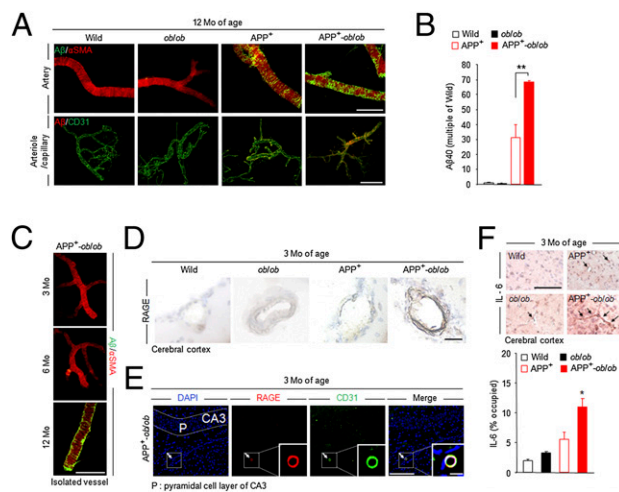 A
12 Mo of age
Wild
ob/ob
APP⁺
APP⁺-ob/ob
Aβ/αSMA
Artery
Aβ/CD31
Arteriole
/capillary
B
Wild
ob/ob
APP⁺
APP⁺-ob/ob
**
Aβ40 (multiple of Wild)
80
70
60
50
40
30
20
10
0
C
APP⁺-ob/ob
3 Mo
6 Mo
12 Mo
Aβ/αSMA
Isolated vessel
D
3 Mo of age
Wild
ob/ob
APP⁺
APP⁺-ob/ob
RAGE
Cerebral cortex
E
3 Mo of age
DAPI
RAGE
CD31
Merge
APP⁺-ob/ob
CA3
P
P : pyramidal cell layer of CA3
F
3 Mo of age
Wild
APP⁺
ob/ob
APP⁺-ob/ob
IL - 6
Cerebral cortex
Wild
ob/ob
APP⁺
APP⁺-ob/ob
*
IL-6 (% occupied)
15
10
5
0